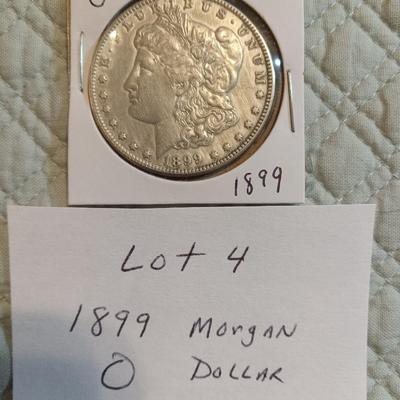 O
E·PLURIBUS·UNUM
1899
1899
Lot 4
1899 Morgan
O Dollar